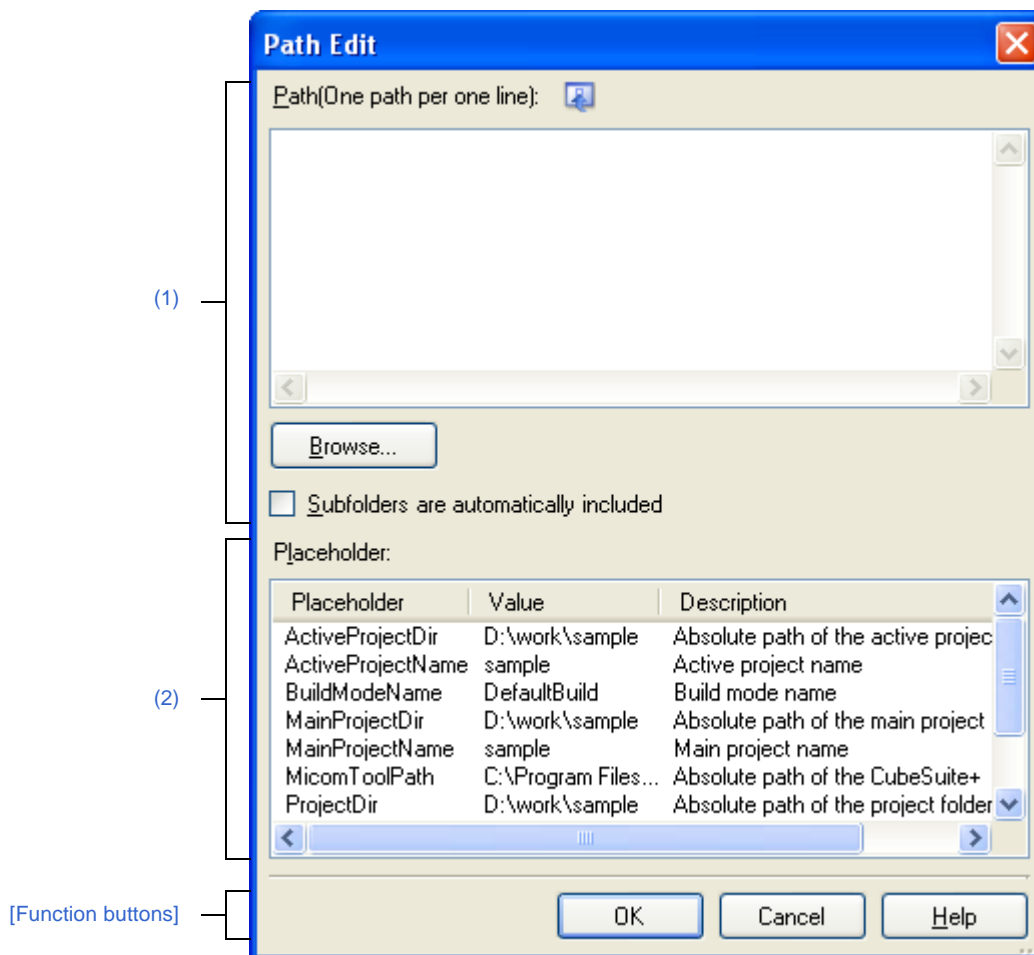 Path Edit
Path(One path per one line):
(1)
Browse...
Subfolders are automatically included
Placeholder:
Placeholder Value Description
ActiveProjectDir D:\work\sample Absolute path of the active projec
ActiveProjectName sample Active project name
BuildModeName DefaultBuild Build mode name
(2)
MainProjectDir D:\work\sample Absolute path of the main project
MainProjectName sample Main project name
MicomToolPath C:\Program Files... Absolute path of the CubeSuite+
ProjectDir D:\work\sample Absolute path of the project folder
[Function buttons]
OK Cancel Help